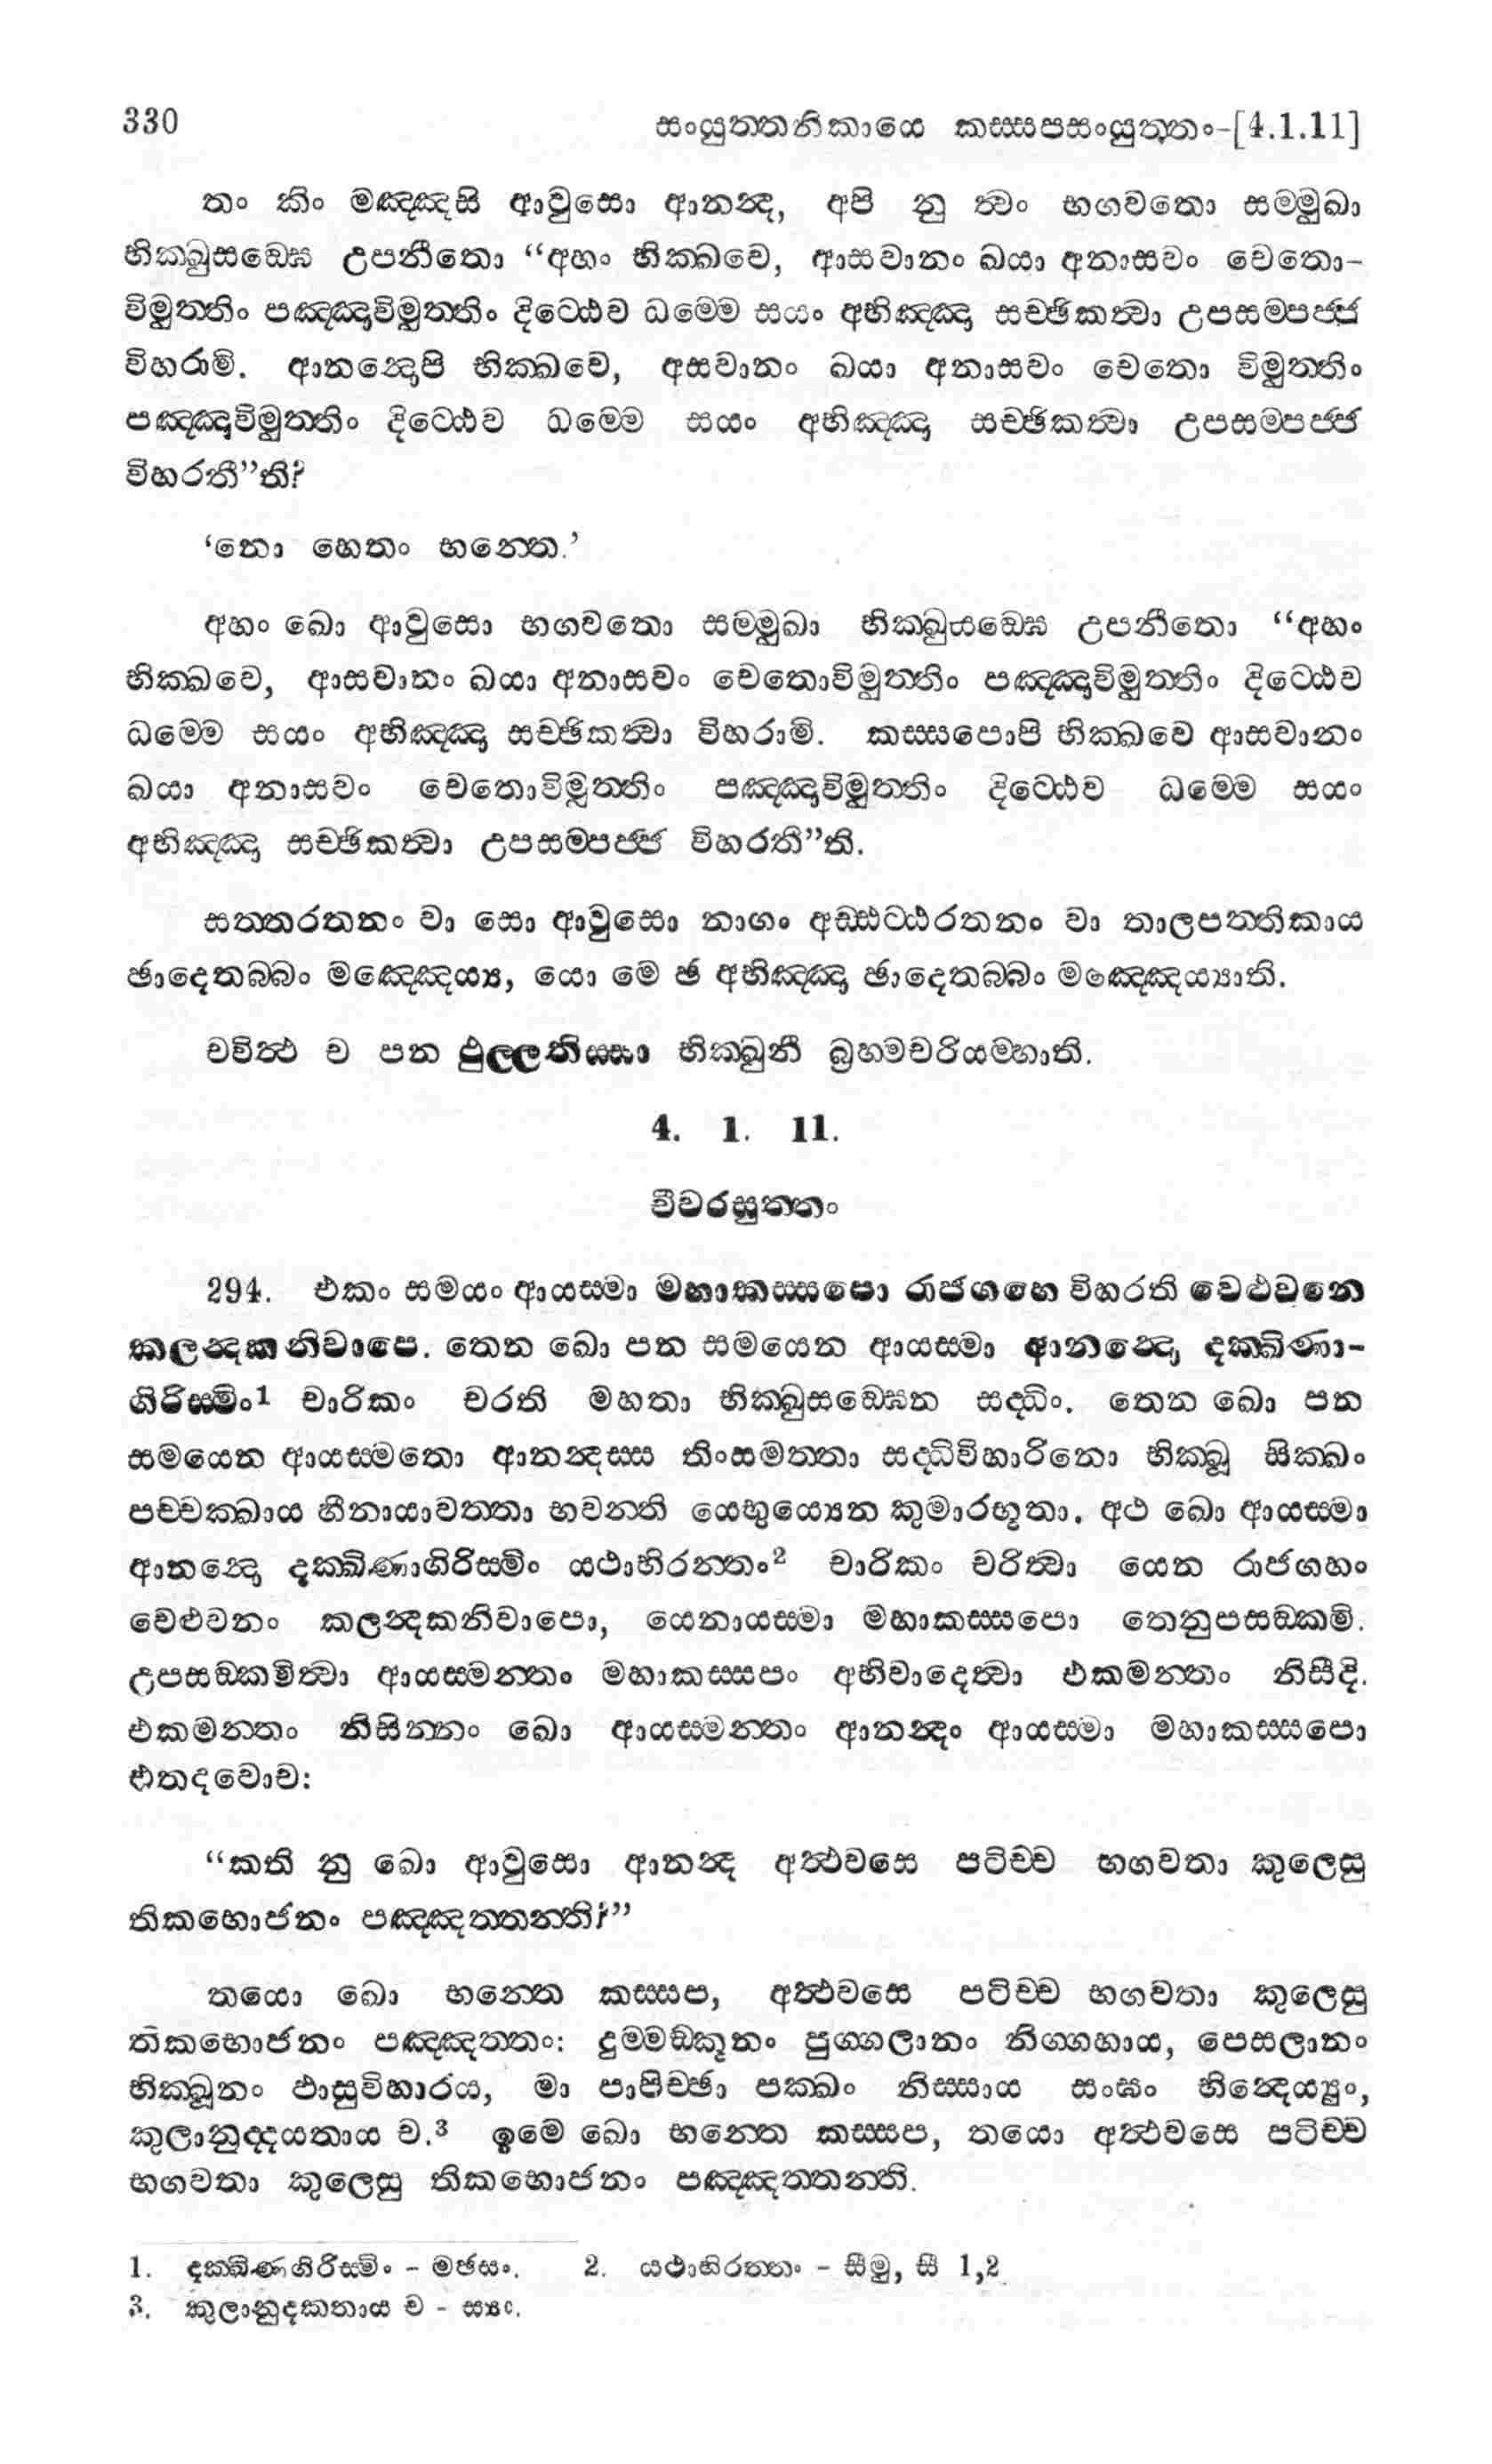 330 සංයුත්තනිකායෙ කස්සපසංයුත්තං-[4.1.11]
තං කිං මඤ්ඤසි ආවුසො ආනන්ද, අපි නු ත්වං භගවතො සම්මුඛා
භික්ඛුසඞ්ඝෙ උපනීතො “අහං භික්ඛවෙ, ආසවානං ඛයා අනාසවං චෙතො-
විමුත්තිං පඤ්ඤාවිමුත්තිං දිට්ඨෙව ධම්මෙ සයං අභිඤ්ඤා සච්ඡිකත්වා උපසම්පජ්ජ
විහරාමි. ආනන්දොපි භික්ඛවෙ, අසවානං ඛයා අනාසවං චෙතො විමුත්තිං
පඤ්ඤාවිමුත්තිං දිට්ඨෙව ධම්මෙ සයං අභිඤ්ඤා සච්ඡිකත්වා උපසම්පජ්ජ
විහරතී”ති?
‘නො හෙතං භන්තෙ.’
අහං ඛො ආවුසො භගවතො සම්මුඛා භික්ඛුසඞ්ඝෙ උපනීතො “අහං
භික්ඛවෙ, ආසවානං ඛයා අනාසවං චෙතොවිමුත්තිං පඤ්ඤාවිමුත්තිං දිට්ඨෙව
ධම්මෙ සයං අභිඤ්ඤා සච්ඡිකත්වා විහරාමි. කස්සපොපි භික්ඛවෙ ආසවානං
ඛයා අනාසවං චෙතොවිමුත්තිං පඤ්ඤාවිමුත්තිං දිට්ඨෙව ධම්මෙ සයං
අභිඤ්ඤා සච්ඡිකත්වා උපසම්පජ්ජ විහරතී”ති.
සත්තරතනං වා සො ආවුසො නාගං අඩ්ඪට්ඨරතනං වා තාලපත්තිකාය
ඡාදෙතබ්බං මඤ්ඤෙය්‍ය, යො මෙ ඡ අභිඤ්ඤා ඡාදෙතබ්බං මඤ්ඤෙය්‍යාති.
චවිත්ථ ච පන ථුල්ලතිස්සා භික්ඛුනී බ්‍රහ්මචරියම්හාති.
4. 1. 11.
චීවරසුත්තං
294. එකං සමයං ආයස්මා මහාකස්සපො රාජගහෙ විහරති වෙළුවනෙ
කලන්දක නිවාපෙ. තෙන ඛො පන සමයෙන ආයස්මා ආනන්දො දක්ඛිණා-
ගිරිස්මිං1 චාරිකං චරති මහතා භික්ඛුසඞ්ඝෙන සද්ධිං. තෙන ඛො පන
සමයෙන ආයස්මතො ආනන්දස්ස තිංසමත්තා සද්ධිවිහාරිනො භික්ඛූ සික්ඛං
පච්චක්ඛාය හීනායාවත්තා භවන්ති යෙභුය්‍යෙන කුමාරභූතා. අථ ඛො ආයස්මා
ආනන්දො දක්ඛිණාගිරිස්මිං යථාභිරන්තං2 චාරිකං චරිත්වා යෙන රාජගහං
වෙළුවනං කලන්දකනිවාපො, යෙනායස්මා මහාකස්සපො තෙනුපසඞ්කමි.
උපසඞ්කමිත්වා ආයස්මන්තං මහාකස්සපං අභිවාදෙත්වා එකමන්තං නිසීදි.
එකමන්තං නිසින්නං ඛො ආයස්මන්තං ආනන්දං ආයස්මා මහාකස්සපො
එතදවොච:
“කති නු ඛො ආවුසො ආනන්ද අත්ථවසෙ පටිච්ච භගවතා කුලෙසු
තිකභොජනං පඤ්ඤත්තන්ති?”
තයො ඛො භන්තෙ කස්සප, අත්ථවසෙ පටිච්ච භගවතා කුලෙසු
තිකභොජනං පඤ්ඤත්තං: දුම්මඞ්කූනං පුග්ගලානං නිග්ගහාය, පෙසලානං
භික්ඛූනං ඵාසුවිහාරය, මා පාපිච්ඡා පක්ඛං නිස්සාය සංඝං භින්දෙය්‍යුං,
කුලානුද්දයතාය ච.3 ඉමෙ ඛො භන්තෙ කස්සප, තයො අත්ථවසෙ පටිච්ච
භගවතා කුලෙසු තිකභොජනං පඤ්ඤත්තන්ති.
1. දක්ඛිණගිරිස්මිං - මඡසං. 2. යථාභිරත්තං - සීමු, සී 1,2.
3. කුලානුදකතාය ච - ස්‍යා.